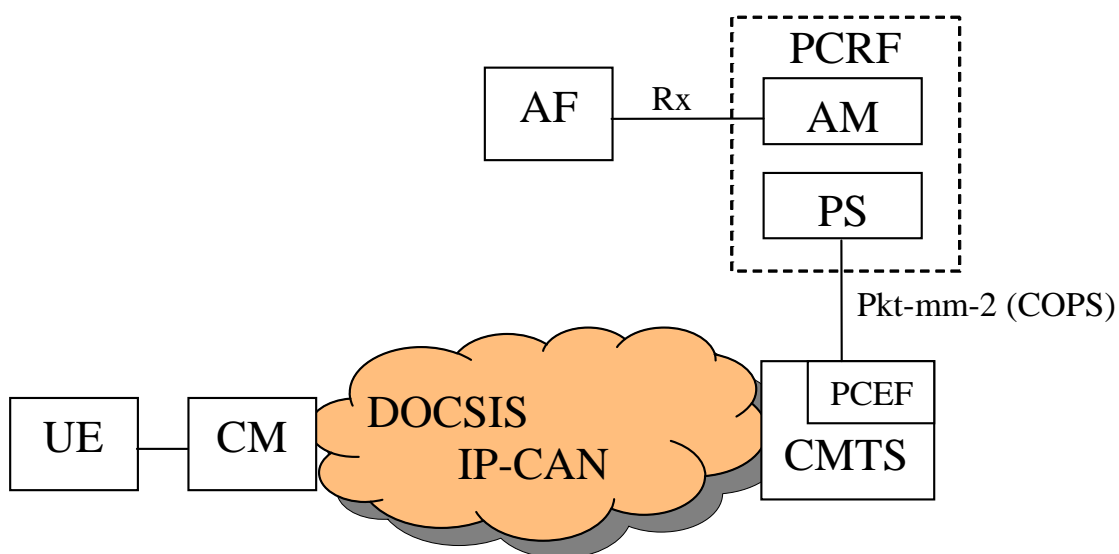 PCRF
AF
Rx
AM
PS
Pkt-mm-2 (COPS)
PCEF
DOCSIS
UE
CM
IP-CAN
CMTS